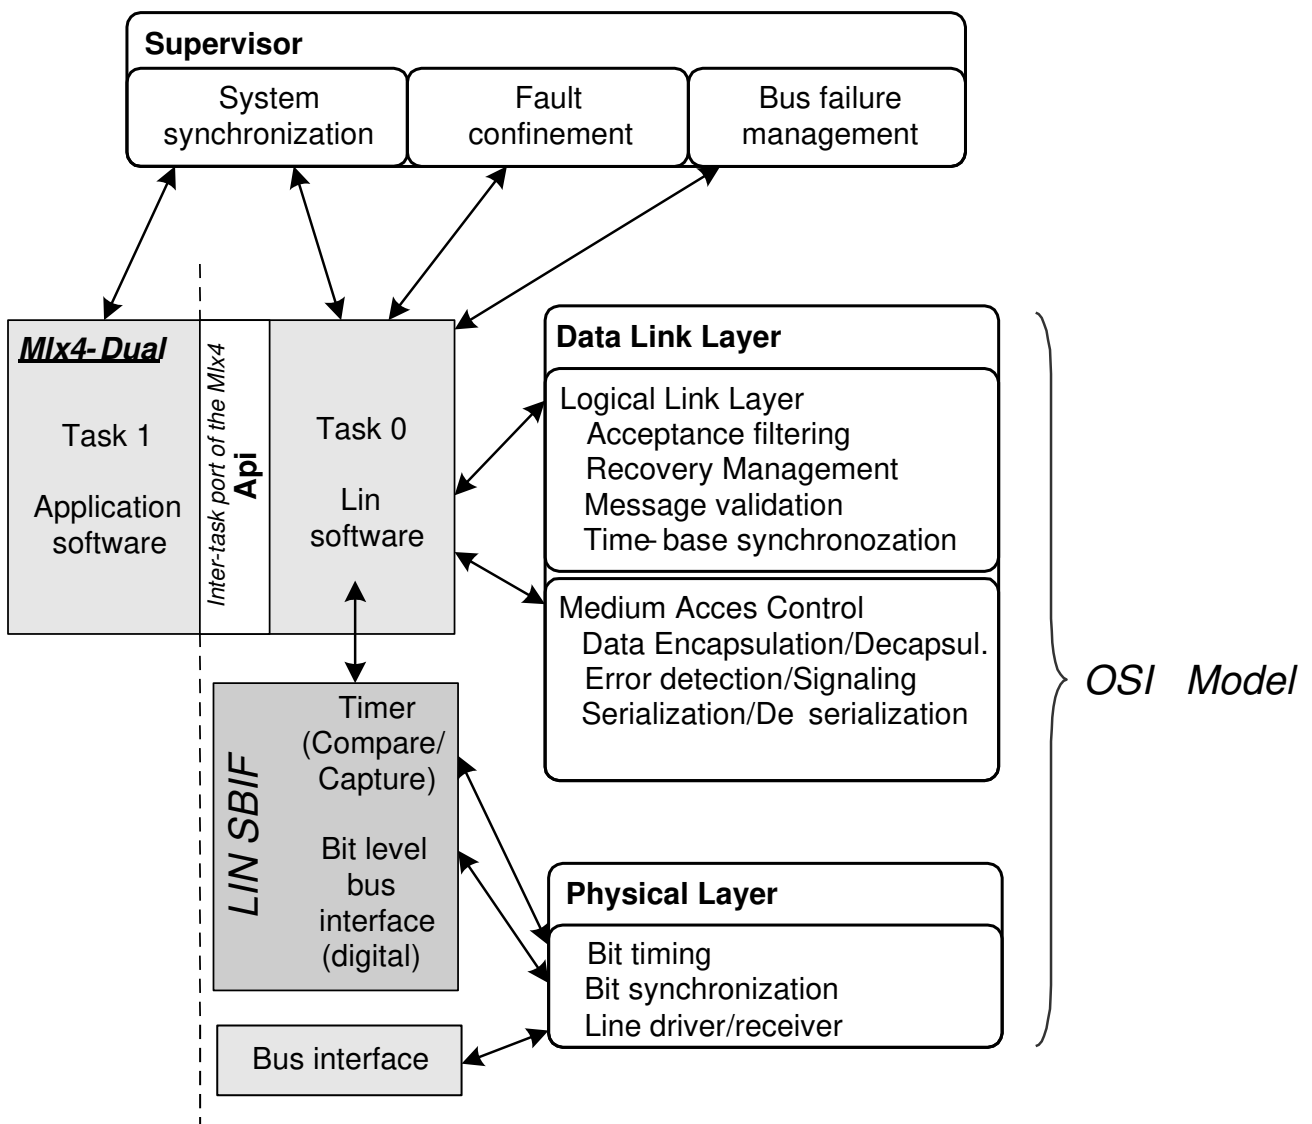 Supervisor
System
synchronization
Fault
confinement
Bus failure
management
Mlx4-Dual
Task 1
Application
software
Inter-task port of the Mlx4
Api
Task 0
Lin
software
Data Link Layer
Logical Link Layer
Acceptance filtering
Recovery Management
Message validation
Time-base synchronozation
Medium Acces Control
Data Encapsulation/Decapsul.
Error detection/Signaling
Serialization/De serialization
OSI Model
LIN SBIF
Timer
(Compare/
Capture)
Bit level
bus
interface
(digital)
Physical Layer
Bit timing
Bit synchronization
Line driver/receiver
Bus interface